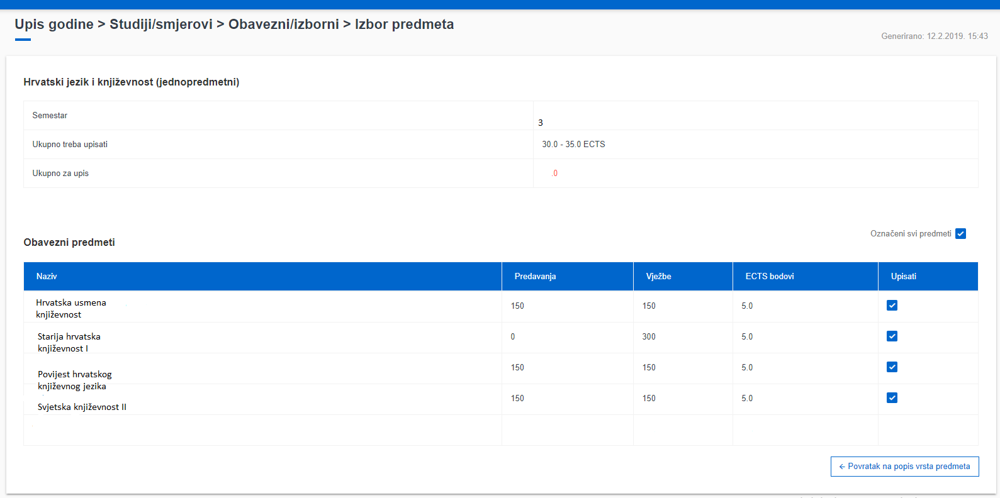 Upis godine > Studiji/smjerovi > Obavezni/izborni > Izbor predmeta
Generirano: 12.2.2019. 15:43
Hrvatski jezik i književnost (jednopredmetni)
Semestar 3
Ukupno treba upisati 30.0 - 35.0 ECTS
Ukupno za upis .0
Označeni svi predmeti
Obavezni predmeti
Naziv Predavanja Vježbe ECTS bodovi Upisati
Hrvatska usmena
književnost 150 150 5.0
Starija hrvatska
književnost I 0 300 5.0
Povijest hrvatskog
književnog jezika 150 150 5.0
Svjetska književnost II 150 150 5.0
← Povratak na popis vrsta predmeta